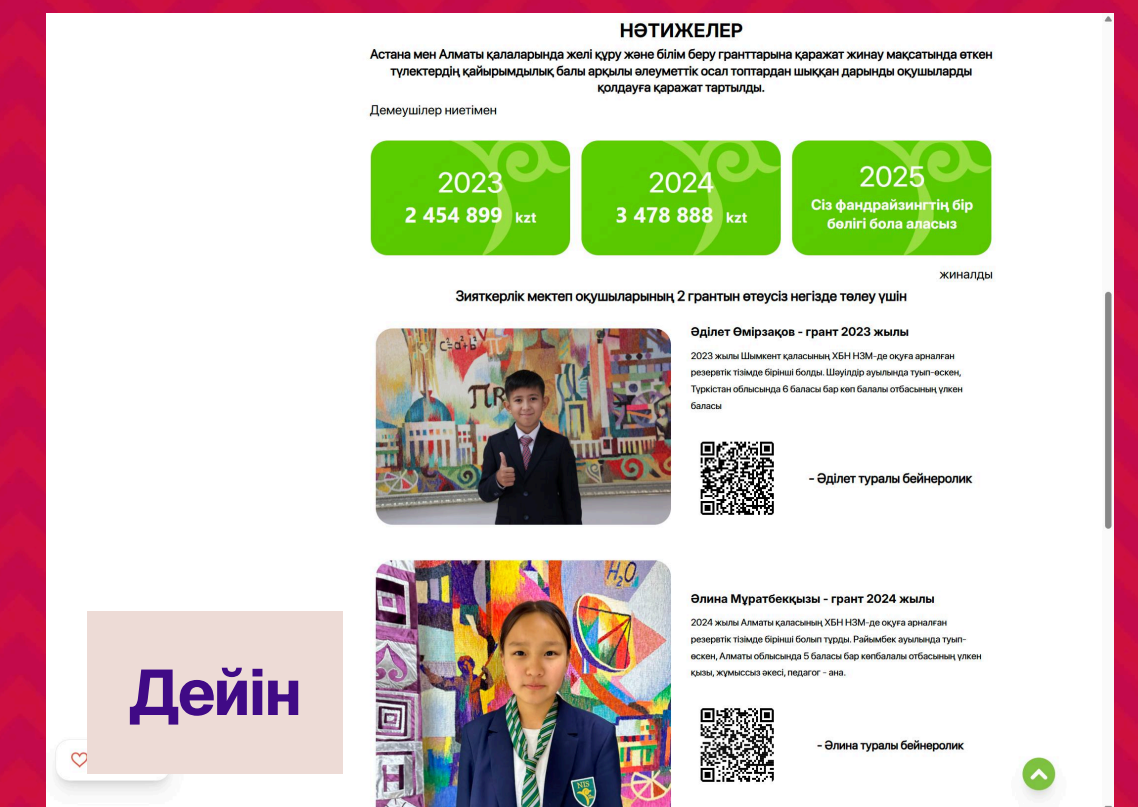 НӘТИЖЕЛЕР
Астана мен Алматы қалаларында желі құру және білім беру гранттарына қаражат жинау мақсатында өткен
түлектердің қайырымдылық балы арқылы әлеуметтік осал топтардан шыққан дарынды оқушыларды
қолдауға қаражат тартылды.
Демеушілер ниетімен
2023
2 454 899 kzt
2024
3 478 888 kzt
2025
Сіз фандрайзингтің бір
бөлігі бола аласыз
жиналды
Зияткерлік мектеп оқушыларының 2 грантын өтеусіз негізде төлеу үшін
Әділет Өмірзақов - грант 2023 жылы
2023 жылы Шымкент қаласының ХБН НЗМ-де оқуға арналған
резервтік тізімде бірінші болды. Шәуілдір ауылында туып-өскен,
Түркістан облысында 6 баласы бар көп балалы отбасының үлкен
баласы
- Әділет туралы бейнеролик
H₂O
Әлина Мұратбекқызы - грант 2024 жылы
2024 жылы Алматы қаласының ХБН НЗМ-де оқуға арналған
резервтік тізімде бірінші болып тұрды. Райымбек ауылында туып-
өскен, Алматы облысында 5 баласы бар көпбалалы отбасының үлкен
қызы, жұмыссыз әкесі, педагог - ана.
- Әлина туралы бейнеролик
NIS
Дейін